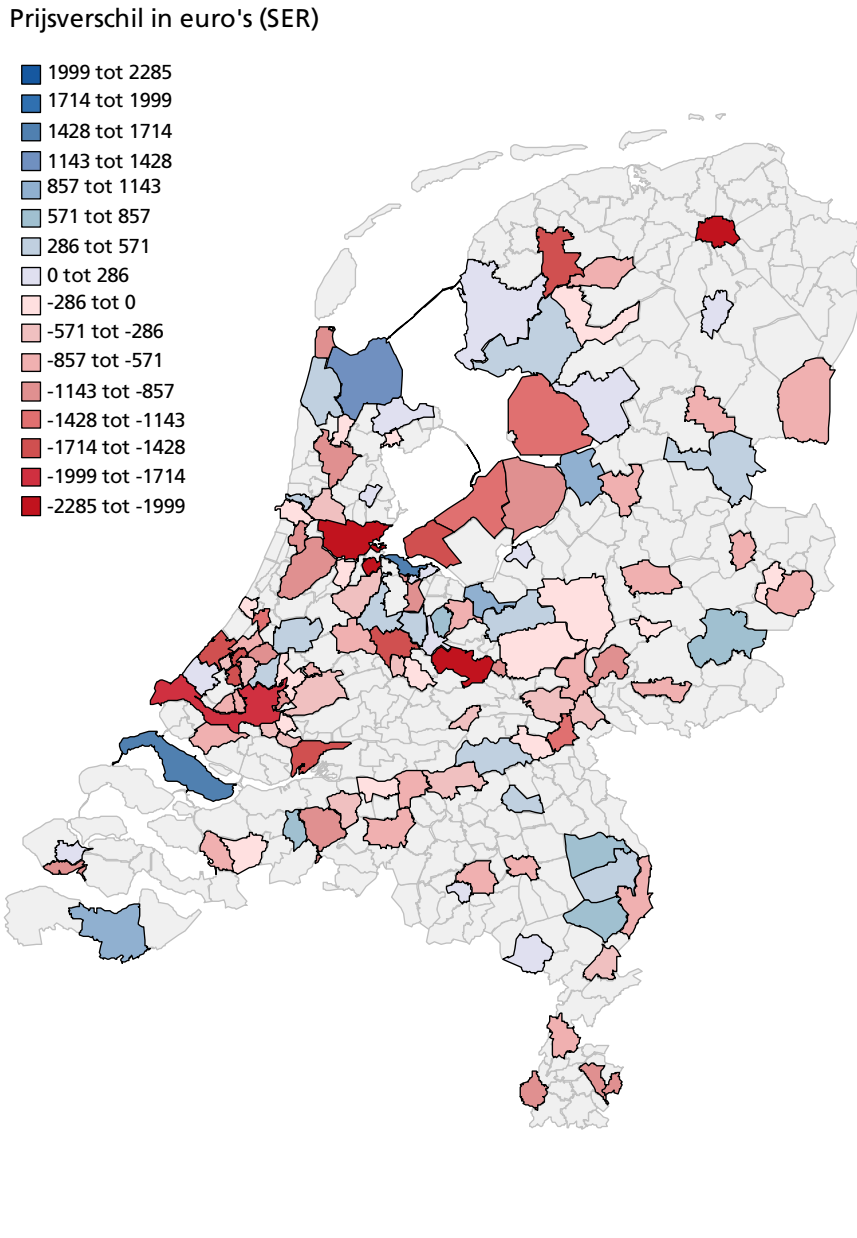 Prijsverschil in euro's (SER)
1999 tot 2285
1714 tot 1999
1428 tot 1714
1143 tot 1428
857 tot 1143
571 tot 857
286 tot 571
0 tot 286
-286 tot 0
-571 tot -286
-857 tot -571
-1143 tot -857
-1428 tot -1143
-1714 tot -1428
-1999 tot -1714
-2285 tot -1999